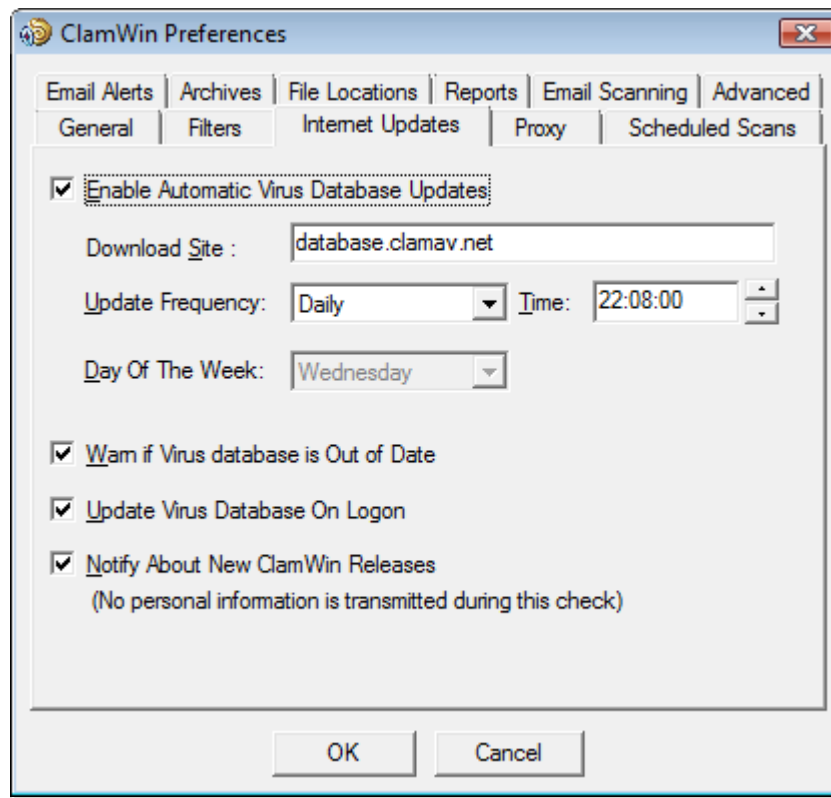 ClamWin Preferences
Email Alerts Archives File Locations Reports Email Scanning Advanced
General Filters Internet Updates Proxy Scheduled Scans
Enable Automatic Virus Database Updates
Download Site : database.clamav.net
Update Frequency: Daily Time: 22:08:00
Day Of The Week: Wednesday
Warn if Virus database is Out of Date
Update Virus Database On Logon
Notify About New ClamWin Releases
(No personal information is transmitted during this check)
OK Cancel